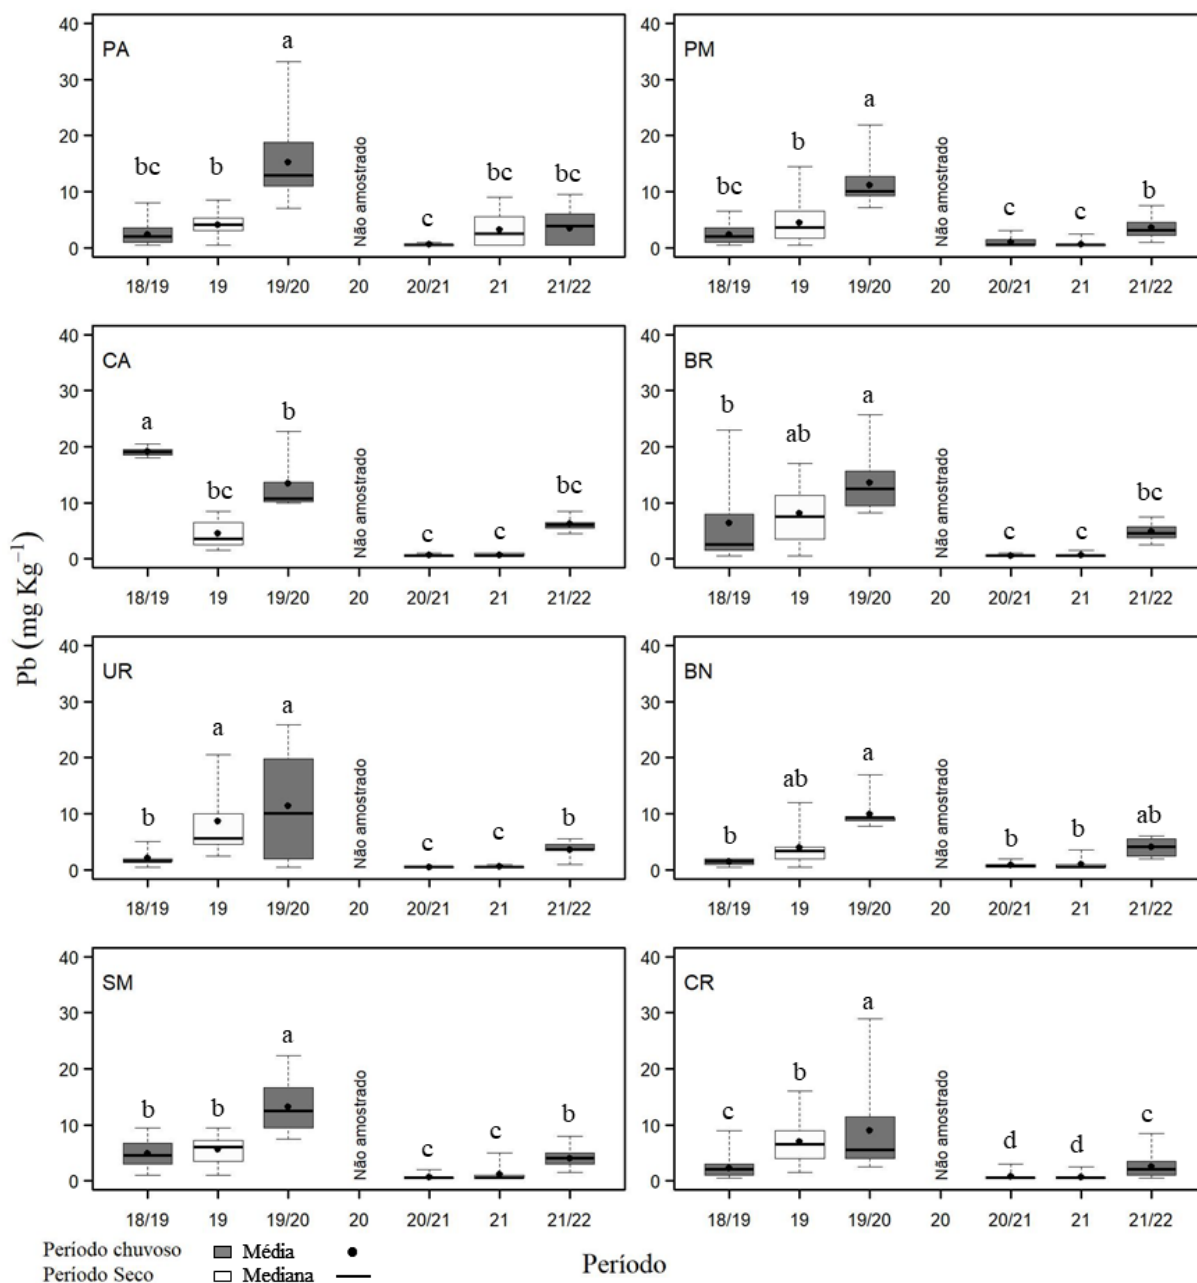 PA
40
30
20
10
0
bc
b
a
Não amostrado
c
bc
bc
18/19 19 19/20 20 20/21 21 21/22
PM
40
30
20
10
0
bc
b
a
Não amostrado
c
c
b
18/19 19 19/20 20 20/21 21 21/22
CA
40
30
20
10
0
a
bc
b
Não amostrado
c
c
bc
18/19 19 19/20 20 20/21 21 21/22
BR
40
30
20
10
0
b
ab
a
Não amostrado
c
c
bc
18/19 19 19/20 20 20/21 21 21/22
Pb (mg Kg⁻¹)
UR
40
30
20
10
0
b
a
a
Não amostrado
c
c
b
18/19 19 19/20 20 20/21 21 21/22
BN
40
30
20
10
0
b
ab
a
Não amostrado
b
b
ab
18/19 19 19/20 20 20/21 21 21/22
SM
40
30
20
10
0
b
b
a
Não amostrado
c
c
b
18/19 19 19/20 20 20/21 21 21/22
CR
40
30
20
10
0
c
b
a
Não amostrado
d
d
c
18/19 19 19/20 20 20/21 21 21/22
Período chuvoso Média
Período Seco Mediana
Período